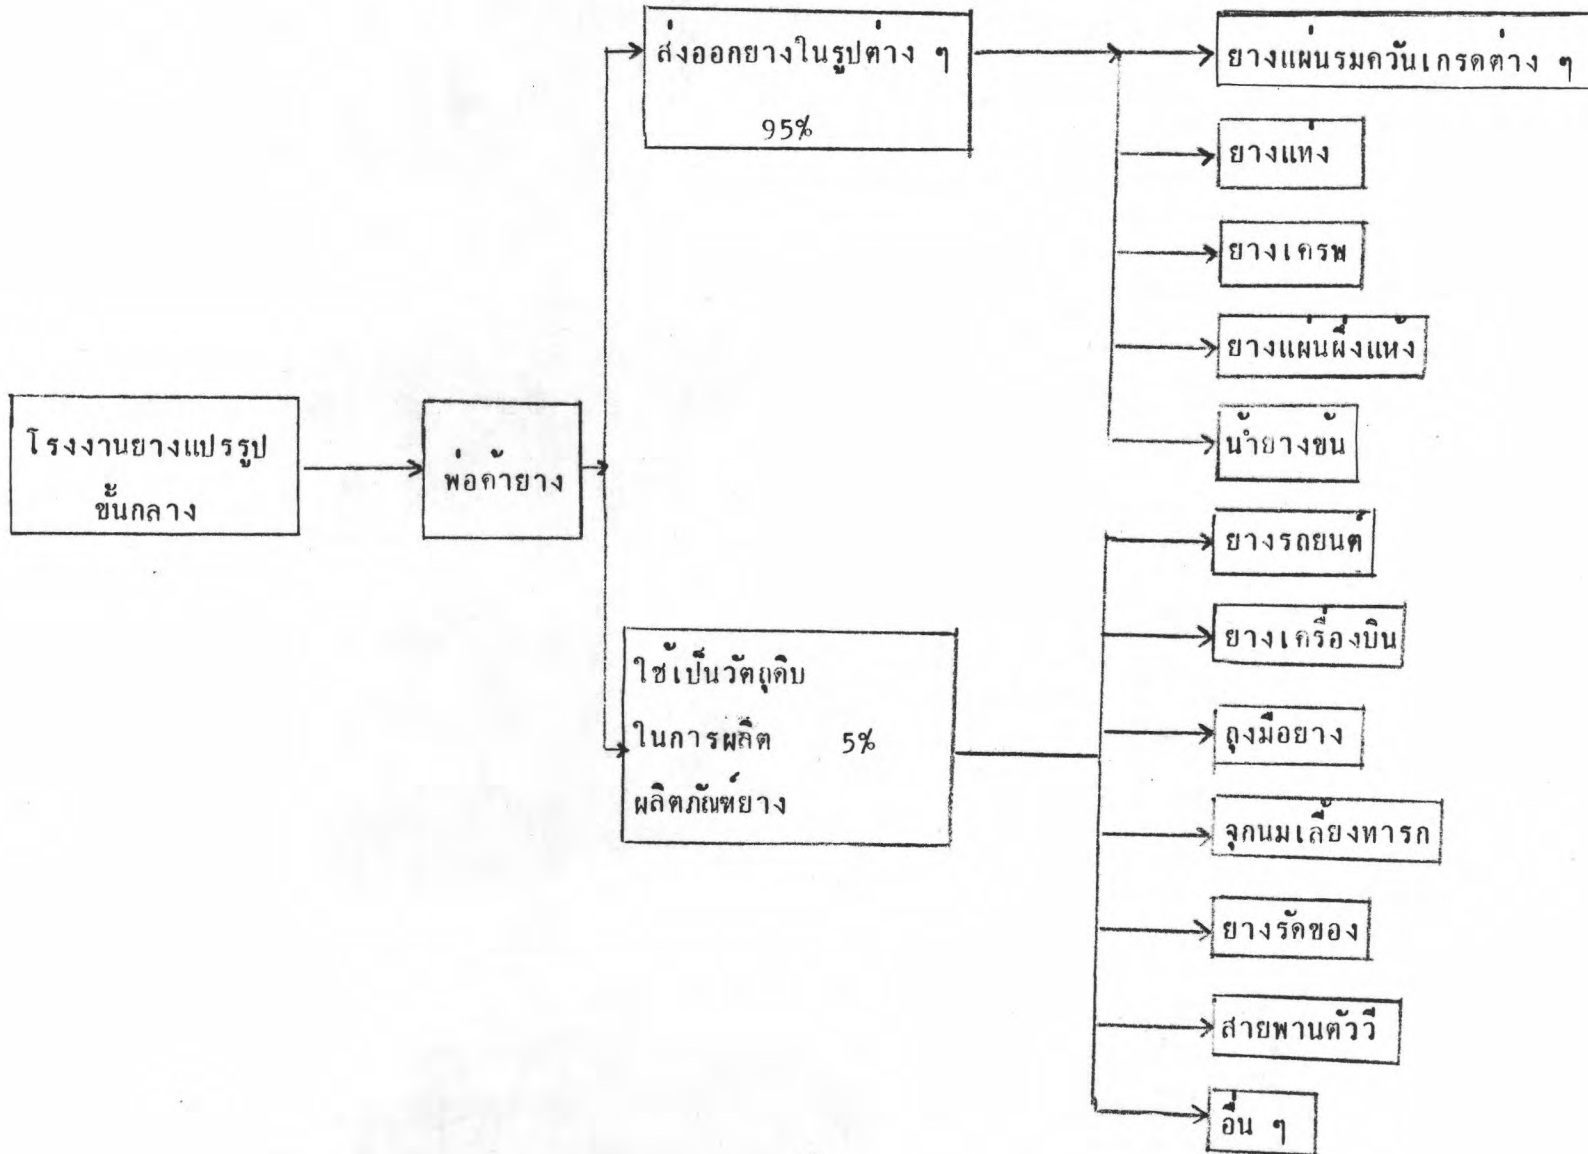 โรงงานยางแปรรูป
ขั้นกลาง
พ่อค้ายาง
ส่งออกยางในรูปต่าง ๆ
95%
ยางแผ่นรมควันเกรดต่าง ๆ
ยางแท่ง
ยางเครพ
ยางแผ่นผึ่งแห้ง
น้ำยางข้น
ใช้เป็นวัตถุดิบ
ในการผลิต 5%
ผลิตภัณฑ์ยาง
ยางรถยนต์
ยางเครื่องบิน
ถุงมือยาง
จุกนมเลี้ยงทารก
ยางรัดของ
สายพานตัววี
อื่น ๆ